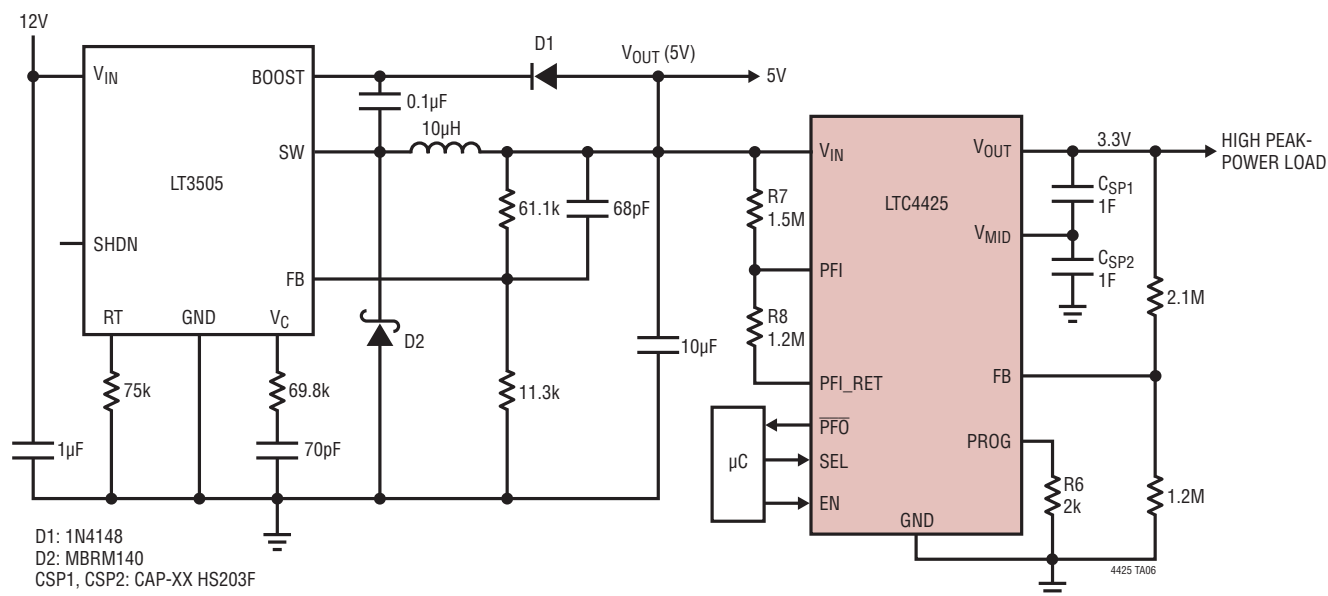 12V
VIN
BOOST
SW
LT3505
SHDN
FB
RT
GND
VC
0.1µF
10µH
D1
VOUT (5V)
5V
61.1k
68pF
D2
75k
69.8k
11.3k
10µF
1µF
70pF
D1: 1N4148
D2: MBRM140
CSP1, CSP2: CAP-XX HS203F
R7
1.5M
R8
1.2M
µC
VIN
LTC4425
PFI
PFI_RET
PFO
SEL
EN
GND
VOUT
VMID
FB
PROG
3.3V
HIGH PEAK-
POWER LOAD
CSP1
1F
CSP2
1F
2.1M
R6
2k
1.2M
4425 TA06